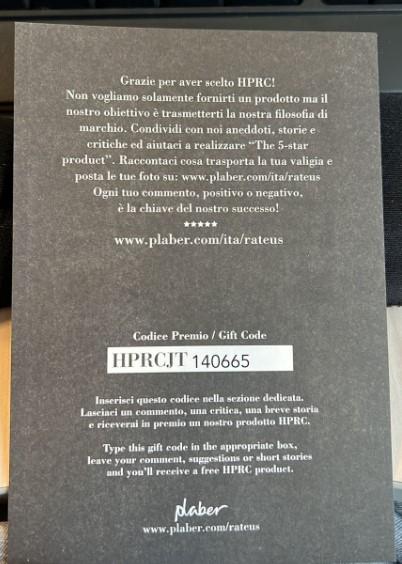 Grazie per aver scelto HPRC!
Non vogliamo solamente fornirti un prodotto ma il
nostro obiettivo è trasmetterti la nostra filosofia di
marchio. Condividi con noi aneddoti, storie e
critiche ed aiutaci a realizzare “The 5-star
product”. Raccontaci cosa trasporta la tua valigia e
posta le tue foto su: www.plaber.com/ita/rateus
Ogni tuo commento, positivo o negativo,
è la chiave del nostro successo!
★★★★★
www.plaber.com/ita/rateus
Codice Premio / Gift Code
HPRCJT 140665
Inserisci questo codice nella sezione dedicata.
Lasciaci un commento, una critica, una breve storia
e riceverai in premio un nostro prodotto HPRC.
Type this gift code in the appropriate box,
leave your comment, suggestions or short stories
and you’ll receive a free HPRC product.
plaber
www.plaber.com/rateus